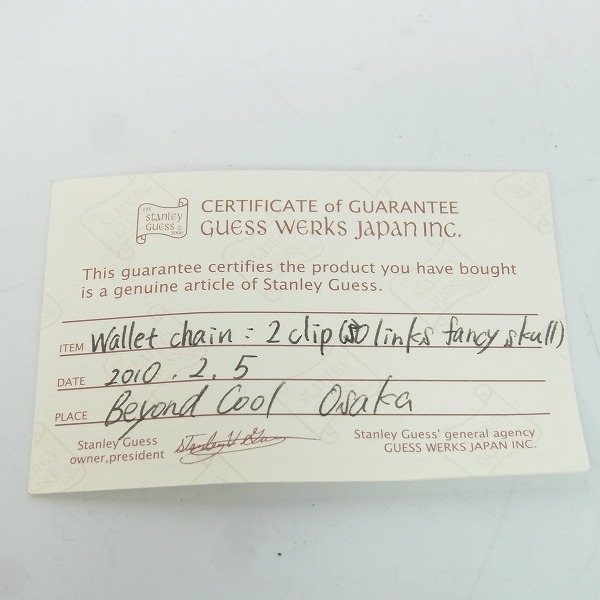 Stanley
Guess
CERTIFICATE of GUARANTEE
GUESS WERKS JAPAN INC.
This guarantee certifies the product you have bought
is a genuine article of Stanley Guess.
ITEM Wallet chain : 2 clip (50 links fancy skull)
DATE 2010 . 2 . 5
PLACE Beyond Cool Osaka
Stanley Guess
owner,president
Stanley Guess' general agency
GUESS WERKS JAPAN INC.